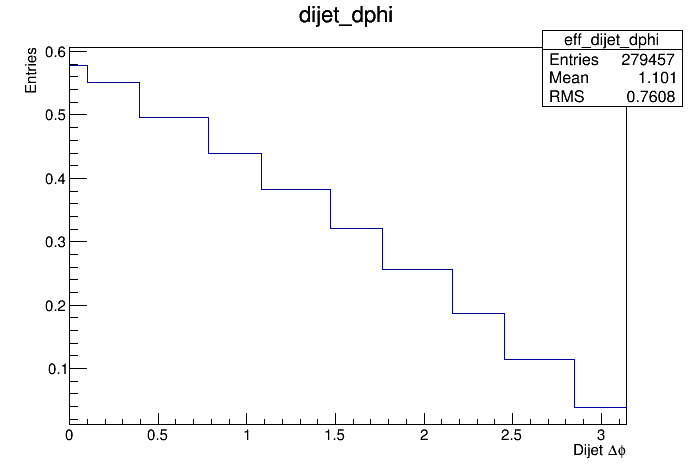 dijet_dphi
eff_dijet_dphi
Entries 279457
Mean 1.101
RMS 0.7608
Entries
0.6
0.5
0.4
0.3
0.2
0.1
0 0.5 1 1.5 2 2.5 3
Dijet Δϕ